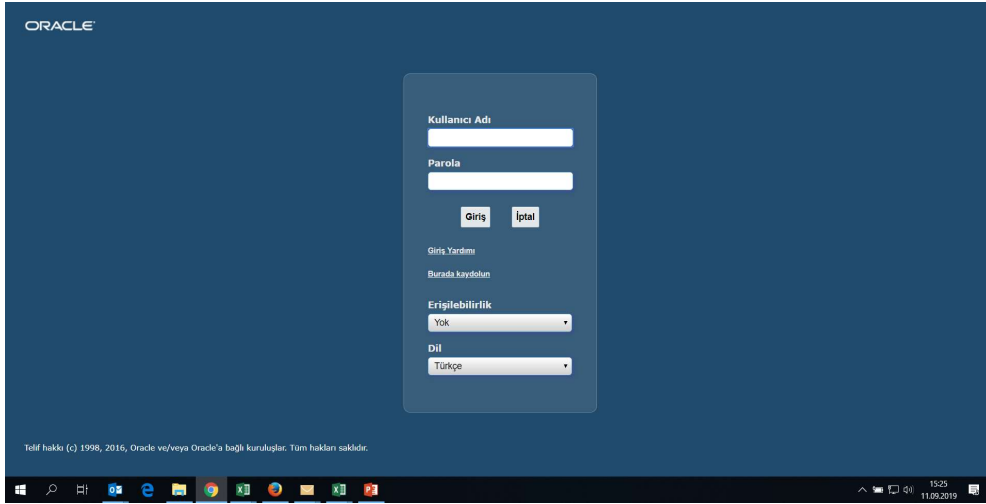 ORACLE
Kullanıcı Adı
Parola
Giriş
İptal
Giriş Yardımı
Burada kaydolun
Erişilebilirlik
Yok
Dil
Türkçe
Telif hakkı (c) 1998, 2016, Oracle ve/veya Oracle'a bağlı kuruluşlar. Tüm hakları saklıdır.
15:25
11.09.2019